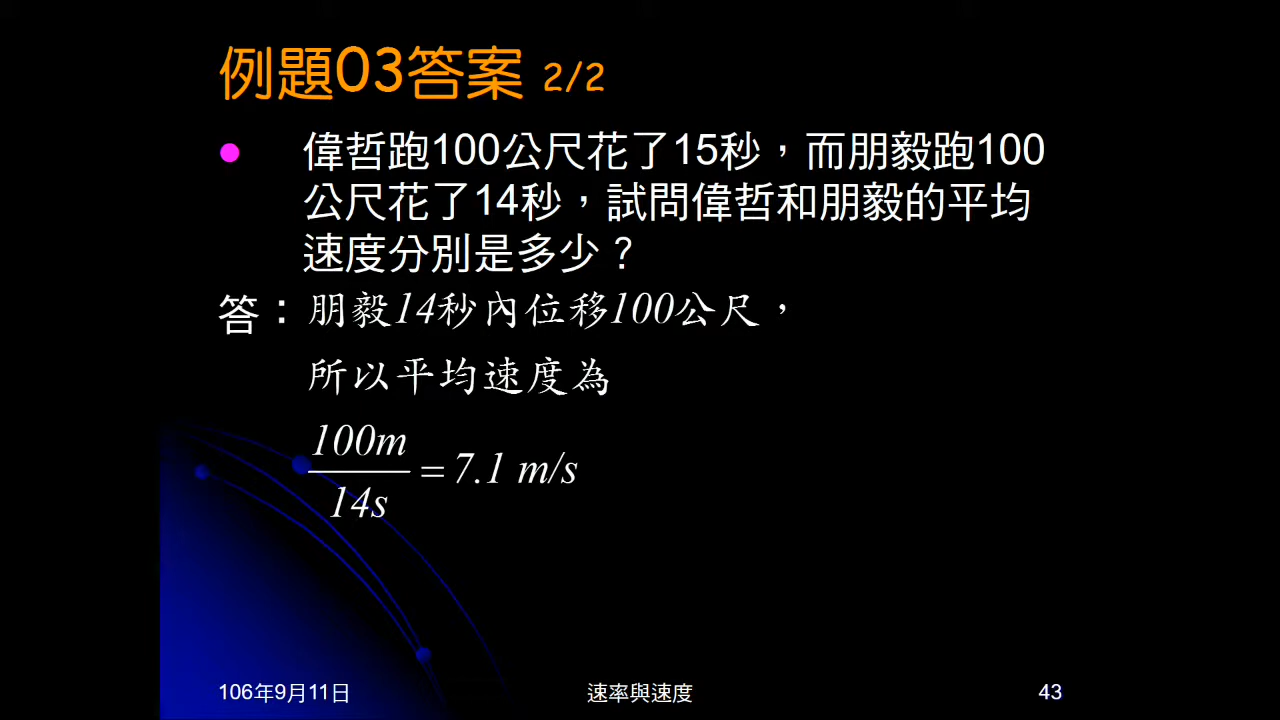 例題03答案 2/2
偉哲跑100公尺花了15秒，而朋毅跑100
公尺花了14秒，試問偉哲和朋毅的平均
速度分別是多少？
答：朋毅14秒內位移100公尺，
所以平均速度為
100m
14s
= 7.1 m/s
106年9月11日
速率與速度
43